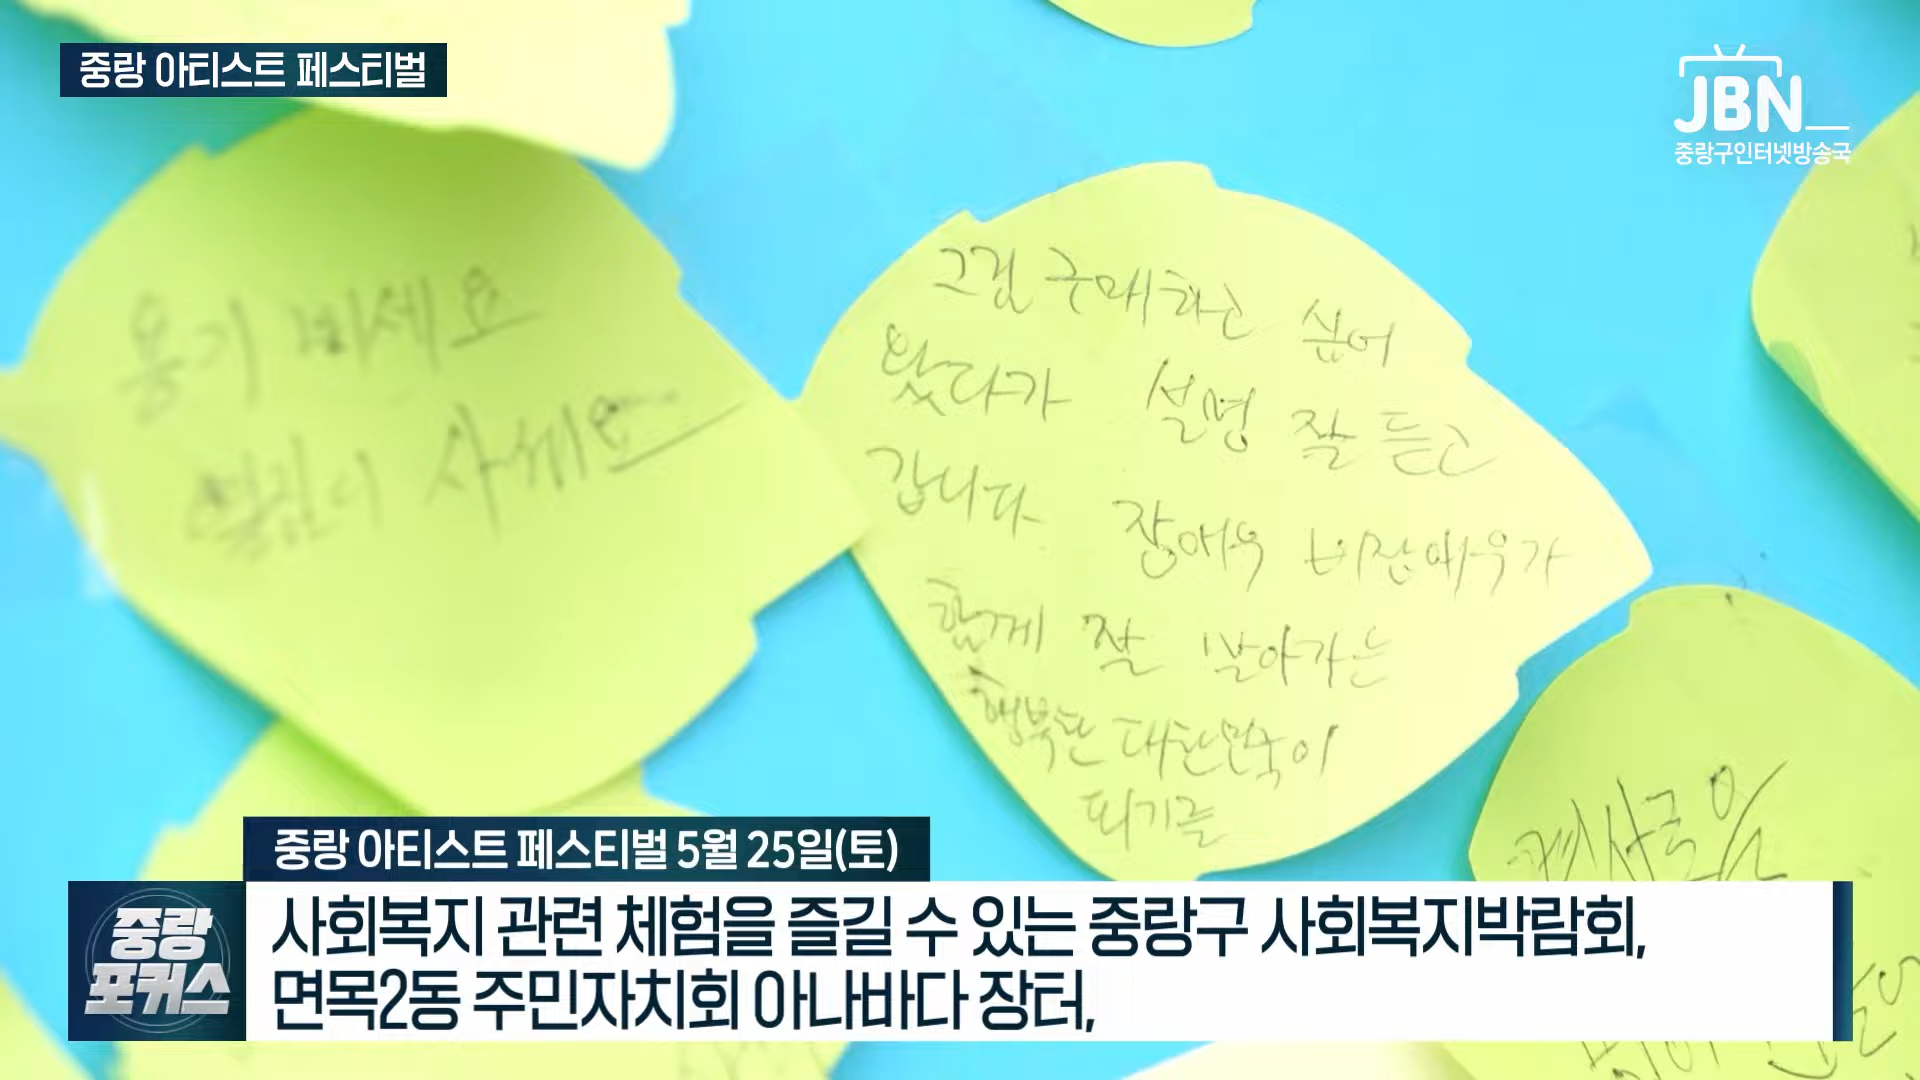 중랑 아티스트 페스티벌
JBN
중랑구인터넷방송국
용기 내세요
열심히 사세요
그림 구매하고 싶어
왔다가 설명 잘 듣고
갑니다 장애우 비장애우가
함께 잘 살아가는
행복한 대한민국이
되기를
중랑 아티스트 페스티벌 5월 25일(토)
중랑
포커스
사회복지 관련 체험을 즐길 수 있는 중랑구 사회복지박람회,
면목2동 주민자치회 아나바다 장터,